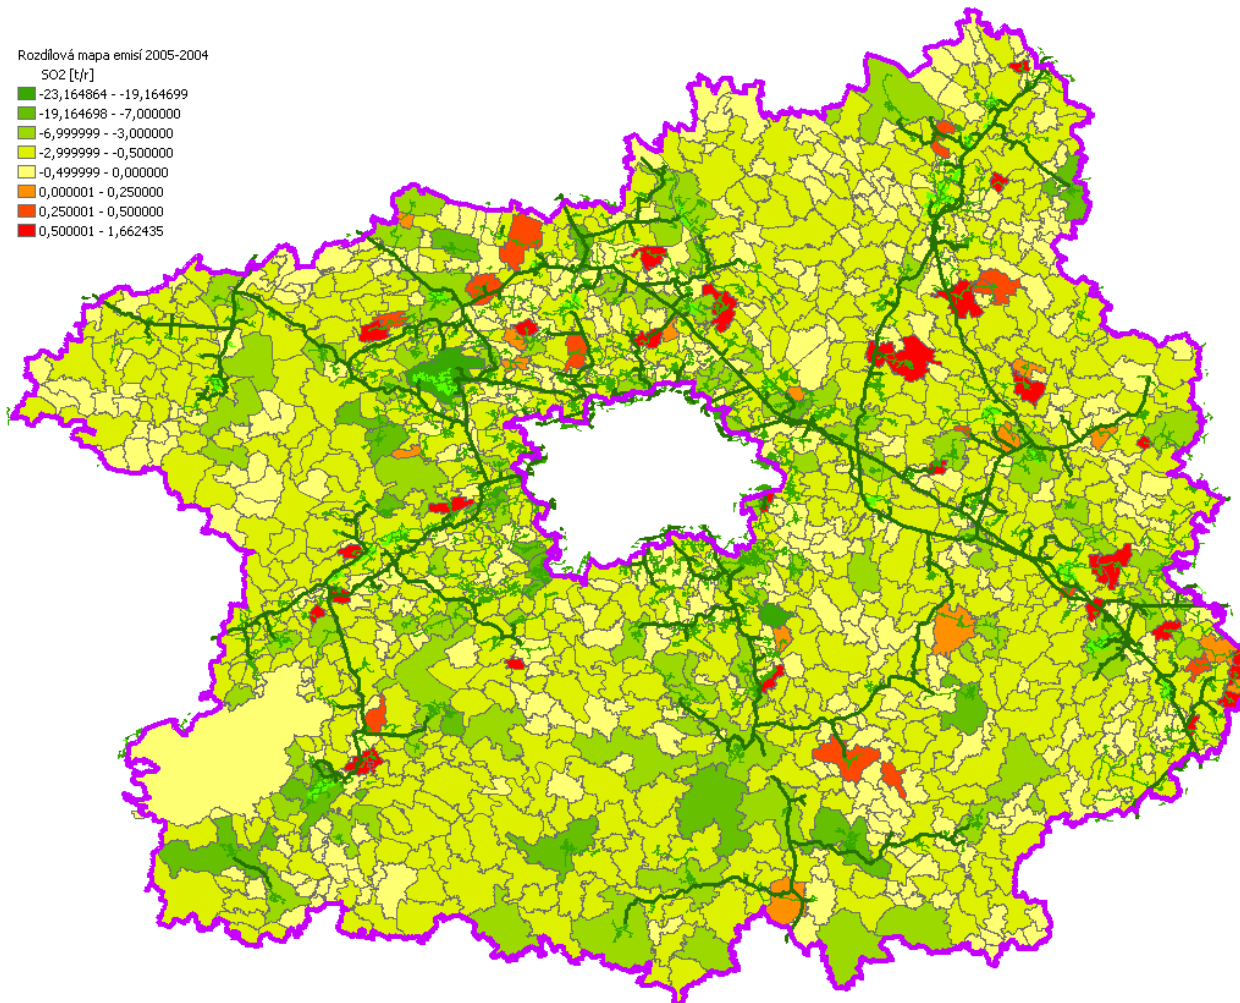 Rozdílová mapa emisí 2005-2004
SO2 [t/r]
-23,164864 - -19,164699
-19,164698 - -7,000000
-6,999999 - -3,000000
-2,999999 - -0,500000
-0,499999 - 0,000000
0,000001 - 0,250000
0,250001 - 0,500000
0,500001 - 1,662435